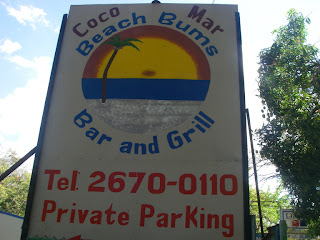 Coco Mar
Beach Bums
Bar and Grill
Tel. 2670-0110
Private Parking